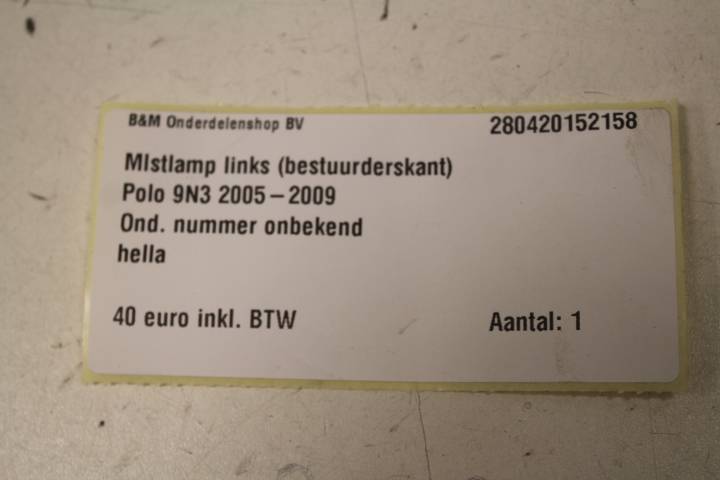 B&M Onderdelenshop BV 280420152158
MIstlamp links (bestuurderskant)
Polo 9N3 2005 – 2009
Ond. nummer onbekend
hella
40 euro inkl. BTW Aantal: 1